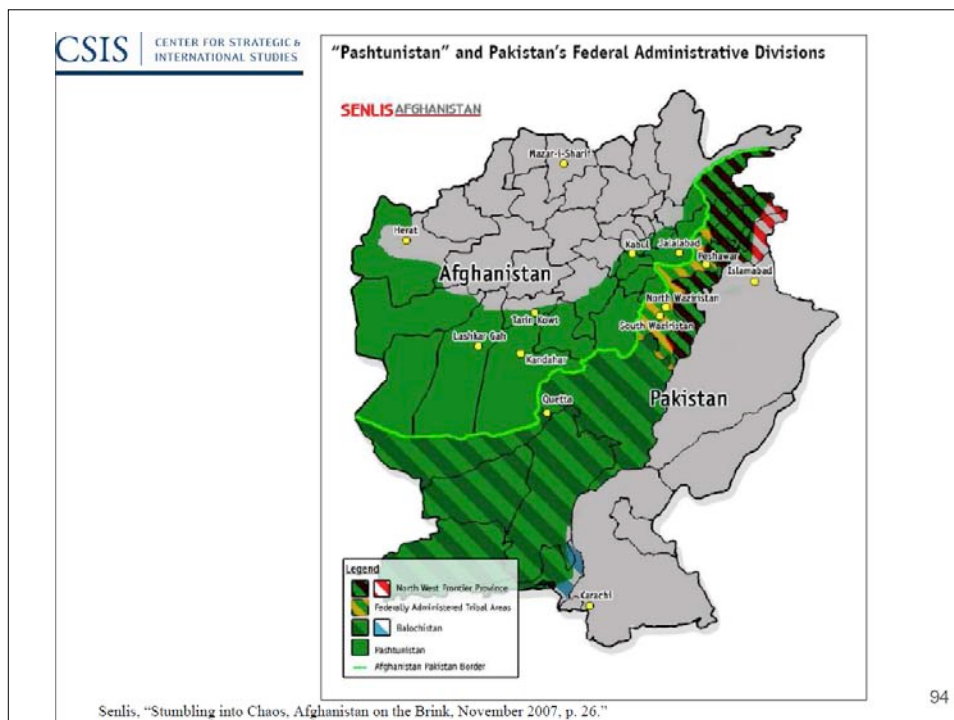 CSIS
CENTER FOR STRATEGIC &
INTERNATIONAL STUDIES
"Pashtunistan" and Pakistan's Federal Administrative Divisions
SENLIS AFGHANISTAN
Mazar-i-Sharif
Herat
Kabul
Jalalabad
Peshawar
Islamabad
Afghanistan
North Waziristan
South Waziristan
Tarin Kowt
Lashkar Gah
Kandahar
Quetta
Pakistan
Karachi
Legend
North West Frontier Province
Federally Administered Tribal Areas
Balochistan
Pashtunistan
Afghanistan Pakistan Border
Senlis, "Stumbling into Chaos, Afghanistan on the Brink, November 2007, p. 26."
94